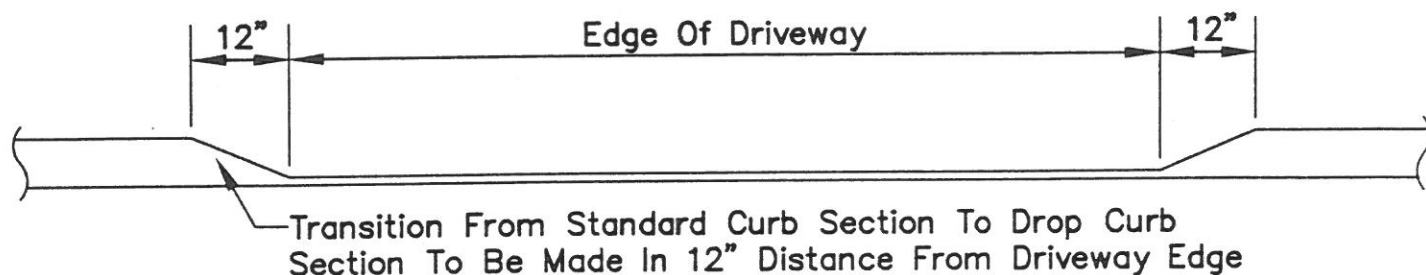 12” Edge Of Driveway 12”
Transition From Standard Curb Section To Drop Curb
Section To Be Made In 12” Distance From Driveway Edge